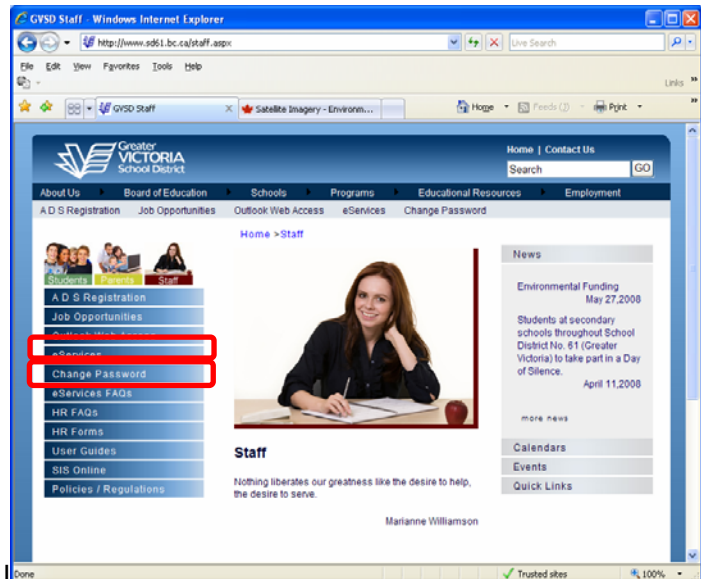 GVSD Staff - Windows Internet Explorer
http://www.sd61.bc.ca/staff.aspx
Live Search
File Edit View Favorites Tools Help
Links »
GVSD Staff
Satellite Imagery - Environm...
Home Feeds (J) Print »
Greater
VICTORIA
School District
Home | Contact Us
Search GO
About Us Board of Education Schools Programs Educational Resources Employment
A D S Registration Job Opportunities Outlook Web Access eServices Change Password
Home >Staff
Students Parents Staff
A D S Registration
Job Opportunities
Outlook Web Access
eServices
Change Password
eServices FAQs
HR FAQs
HR Forms
User Guides
SIS Online
Policies / Regulations
Staff
Nothing liberates our greatness like the desire to help,
the desire to serve.
Marianne Williamson
News
Environmental Funding
May 27,2008
Students at secondary
schools throughout School
District No. 61 (Greater
Victoria) to take part in a Day
of Silence.
April 11,2008
more news
Calendars
Events
Quick Links
Done
Trusted sites
100%